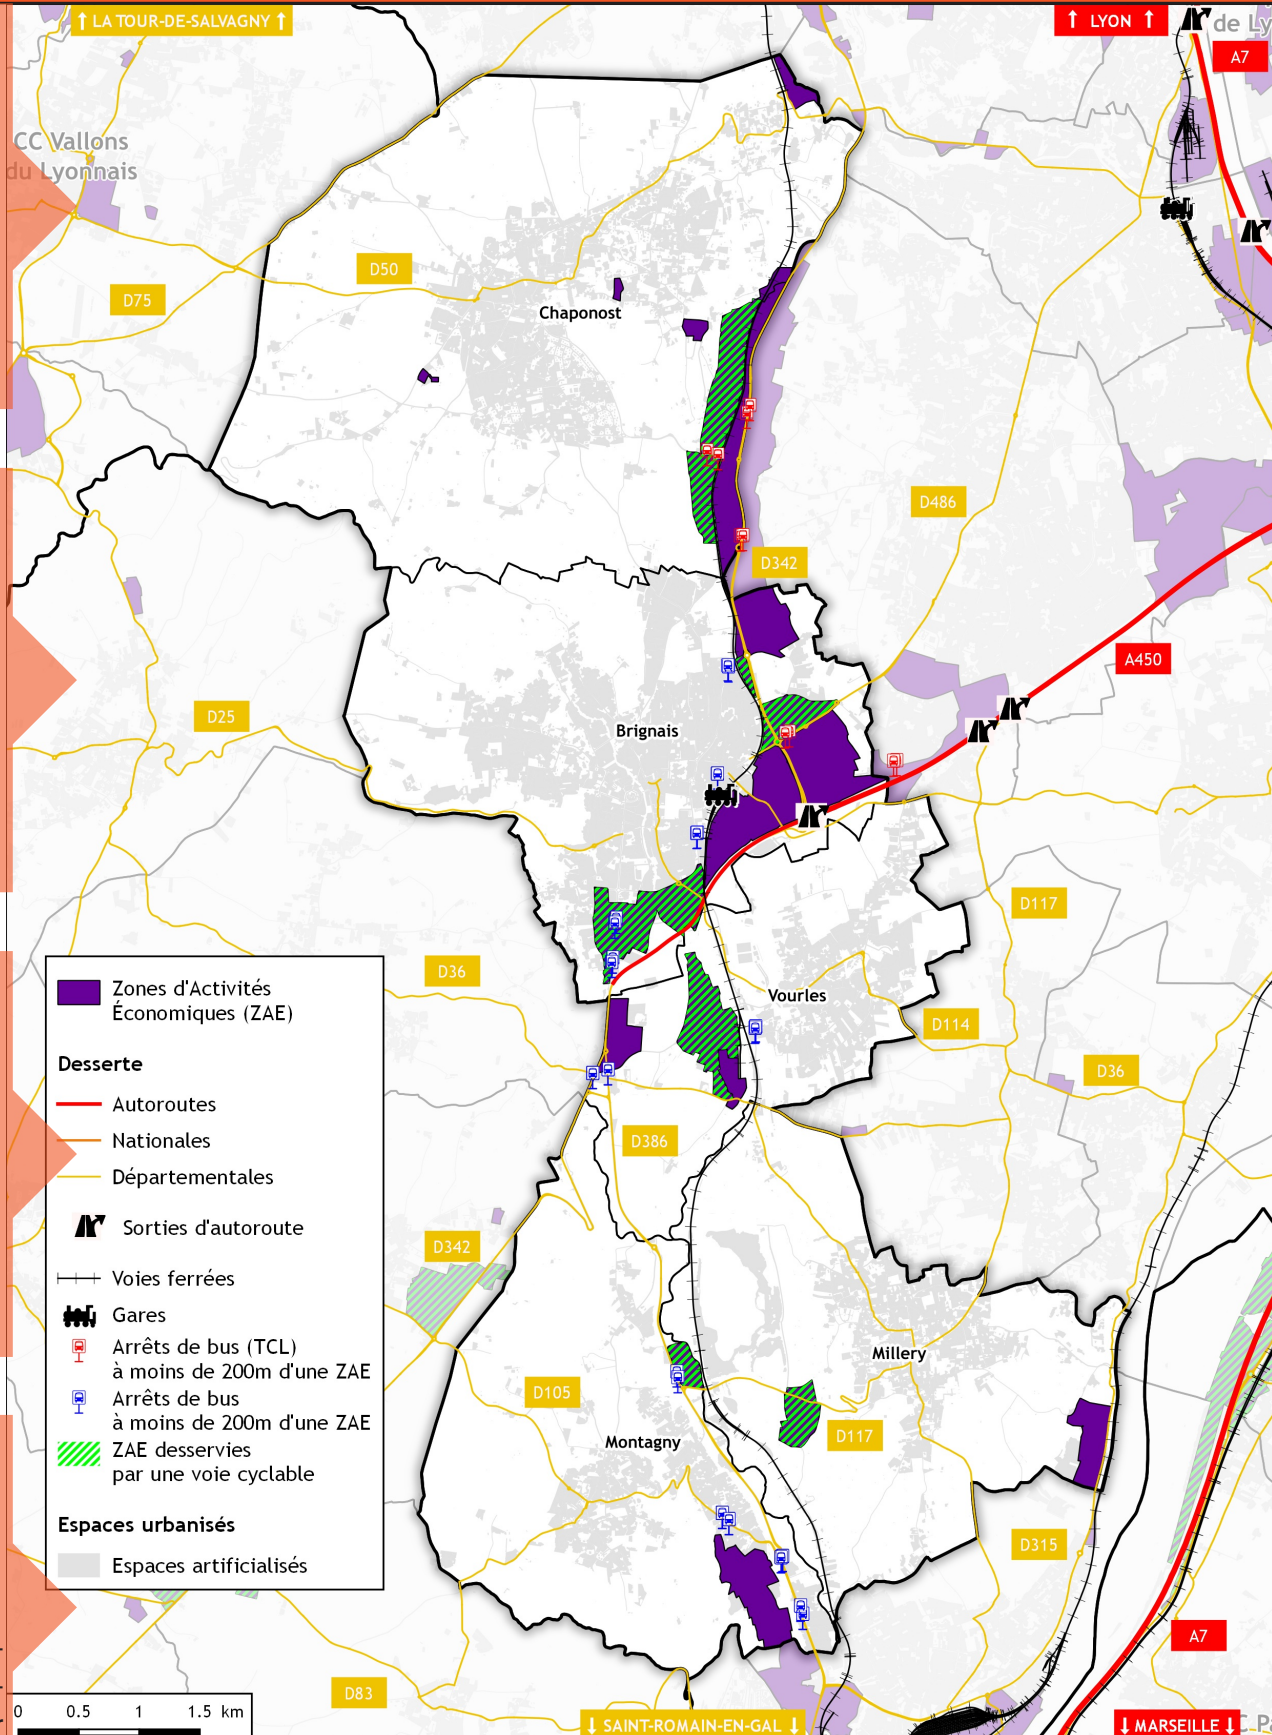 ↑ LA TOUR-DE-SALVAGNY ↑
↑ LYON ↑
de Ly
A7
CC Vallons
du Lyonnais
D50
D75
Chaponost
D486
D342
A450
D25
Brignais
D117
D36
Vourles
D114
D36
D386
D342
Millery
D105
D117
Montagny
D315
A7
D83
↓ SAINT-ROMAIN-EN-GAL ↓
↓ MARSEILLE ↓
Zones d'Activités
Économiques (ZAE)
Desserte
Autoroutes
Nationales
Départementales
Sorties d'autoroute
Voies ferrées
Gares
Arrêts de bus (TCL)
à moins de 200m d'une ZAE
Arrêts de bus
à moins de 200m d'une ZAE
ZAE desservies
par une voie cyclable
Espaces urbanisés
Espaces artificialisés
0 0.5 1 1.5 km